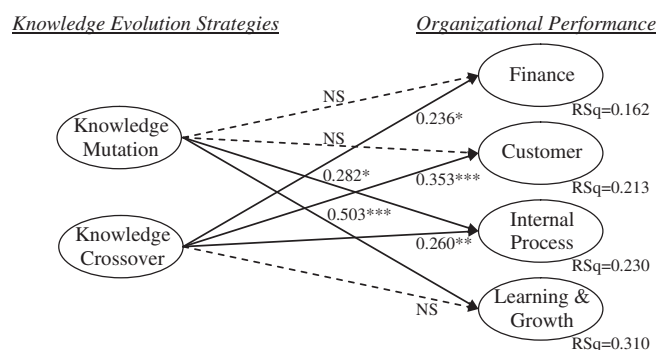 Knowledge Evolution Strategies
Organizational Performance
Finance
NS
0.236*
RSq=0.162
Knowledge
Mutation
NS
Customer
0.282*
0.353***
RSq=0.213
0.503***
Internal
Process
Knowledge
Crossover
0.260**
RSq=0.230
NS
Learning &
Growth
RSq=0.310